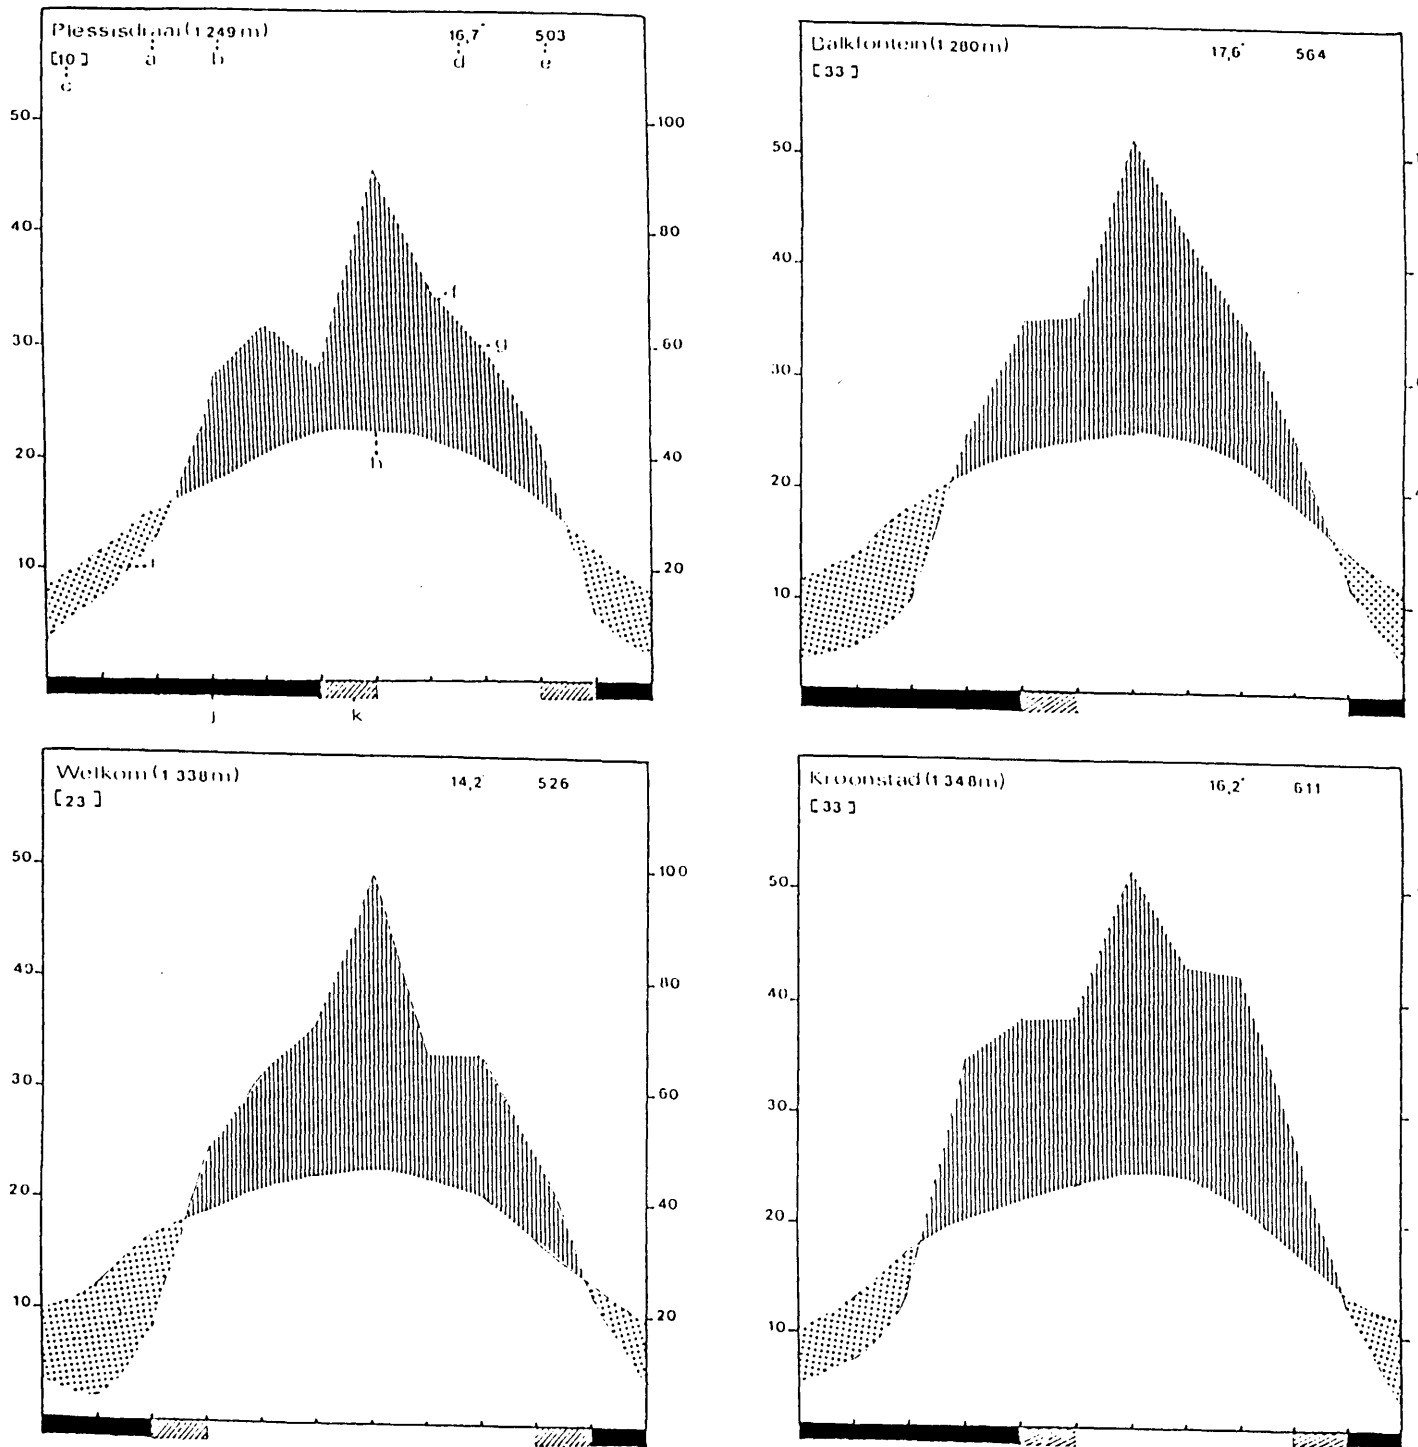 Plessisdraai (1 249 m) 16,7° 503
[10] a b d e
c
50 100
40 80
f
30 g 60
20 40
h
10 i 20
j k
Balkfontein (1 280 m) 17,6° 564
[33]
50
40
30
20
10
Welkom (1 338 m) 14,2 526
[23]
50 100
40 80
30 60
20 40
10 20
Kroonstad (1 348 m) 16,2° 611
[33]
50
40
30
20
10